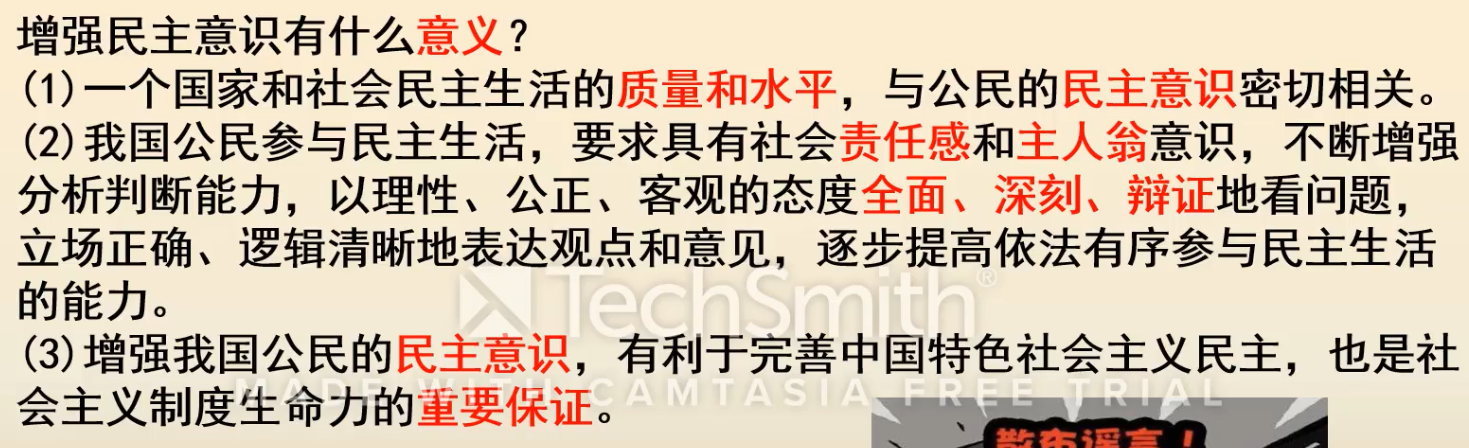 增强民主意识有什么意义？
(1)一个国家和社会民主生活的质量和水平，与公民的民主意识密切相关。
(2)我国公民参与民主生活，要求具有社会责任感和主人翁意识，不断增强
分析判断能力，以理性、公正、客观的态度全面、深刻、辩证地看问题，
立场正确、逻辑清晰地表达观点和意见，逐步提高依法有序参与民主生活
的能力。
TechSmith®
(3)增强我国公民的民主意识，有利于完善中国特色社会主义民主，也是社
MADE WITH CAMTASIA FREE TRIAL
会主义制度生命力的重要保证。
散布谣言！